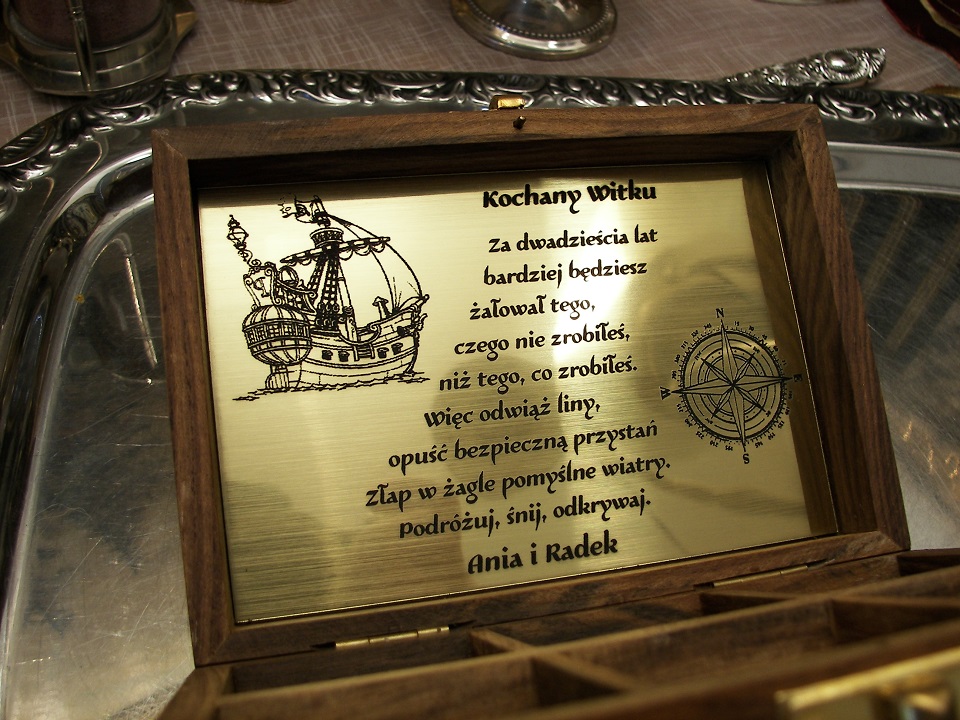 Kochany Witku
Za dwadzieścia lat
bardziej będziesz
żałował tego,
czego nie zrobiłeś,
niż tego, co zrobiłeś.
Więc odwiąż liny,
opuść bezpieczną przystań
Złap w żagle pomyślne wiatry.
Podróżuj, śnij, odkrywaj.
Ania i Radek
N
W
S